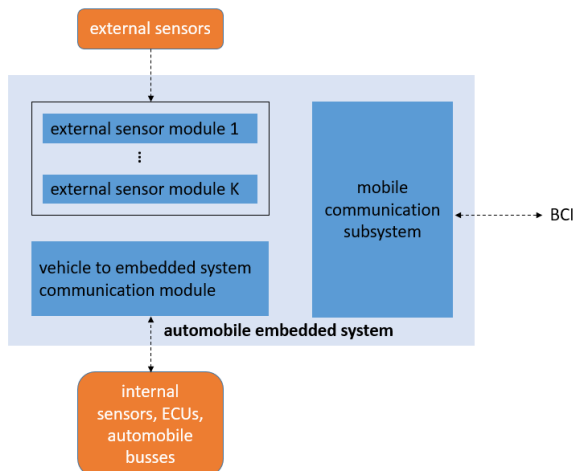 external sensors
external sensor module 1
⋮
external sensor module K
mobile
communication
subsystem
BCI
vehicle to embedded system
communication module
automobile embedded system
internal
sensors, ECUs,
automobile
busses